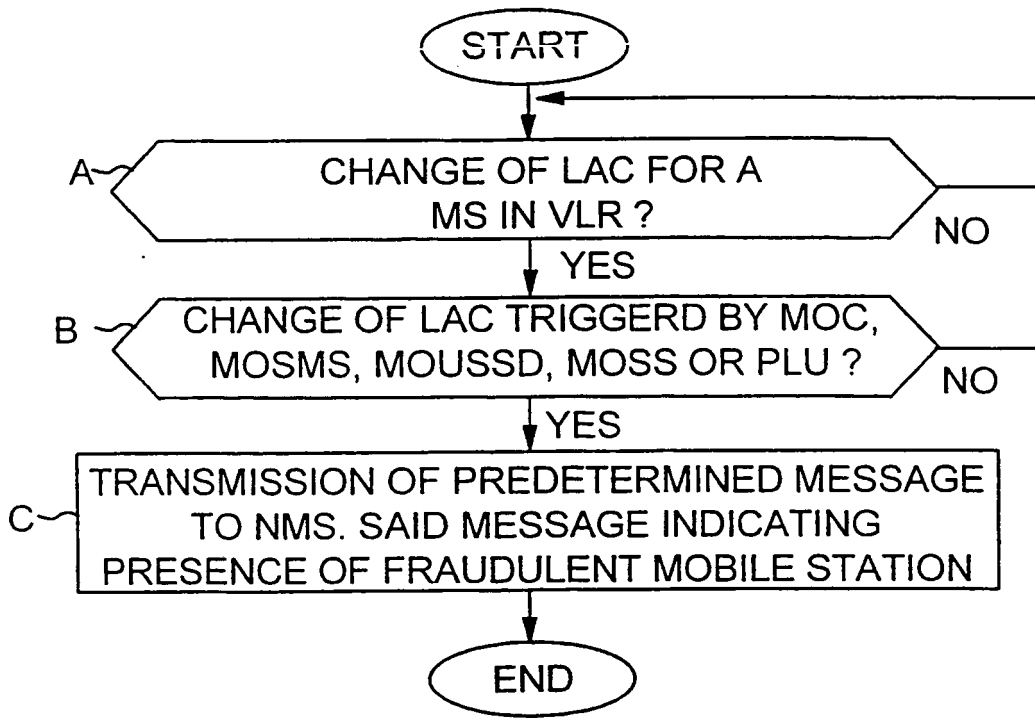 START
A
CHANGE OF LAC FOR A
MS IN VLR ?
NO
YES
B
CHANGE OF LAC TRIGGERD BY MOC,
MOSMS, MOUSSD, MOSS OR PLU ?
NO
YES
C
TRANSMISSION OF PREDETERMINED MESSAGE
TO NMS. SAID MESSAGE INDICATING
PRESENCE OF FRAUDULENT MOBILE STATION
END